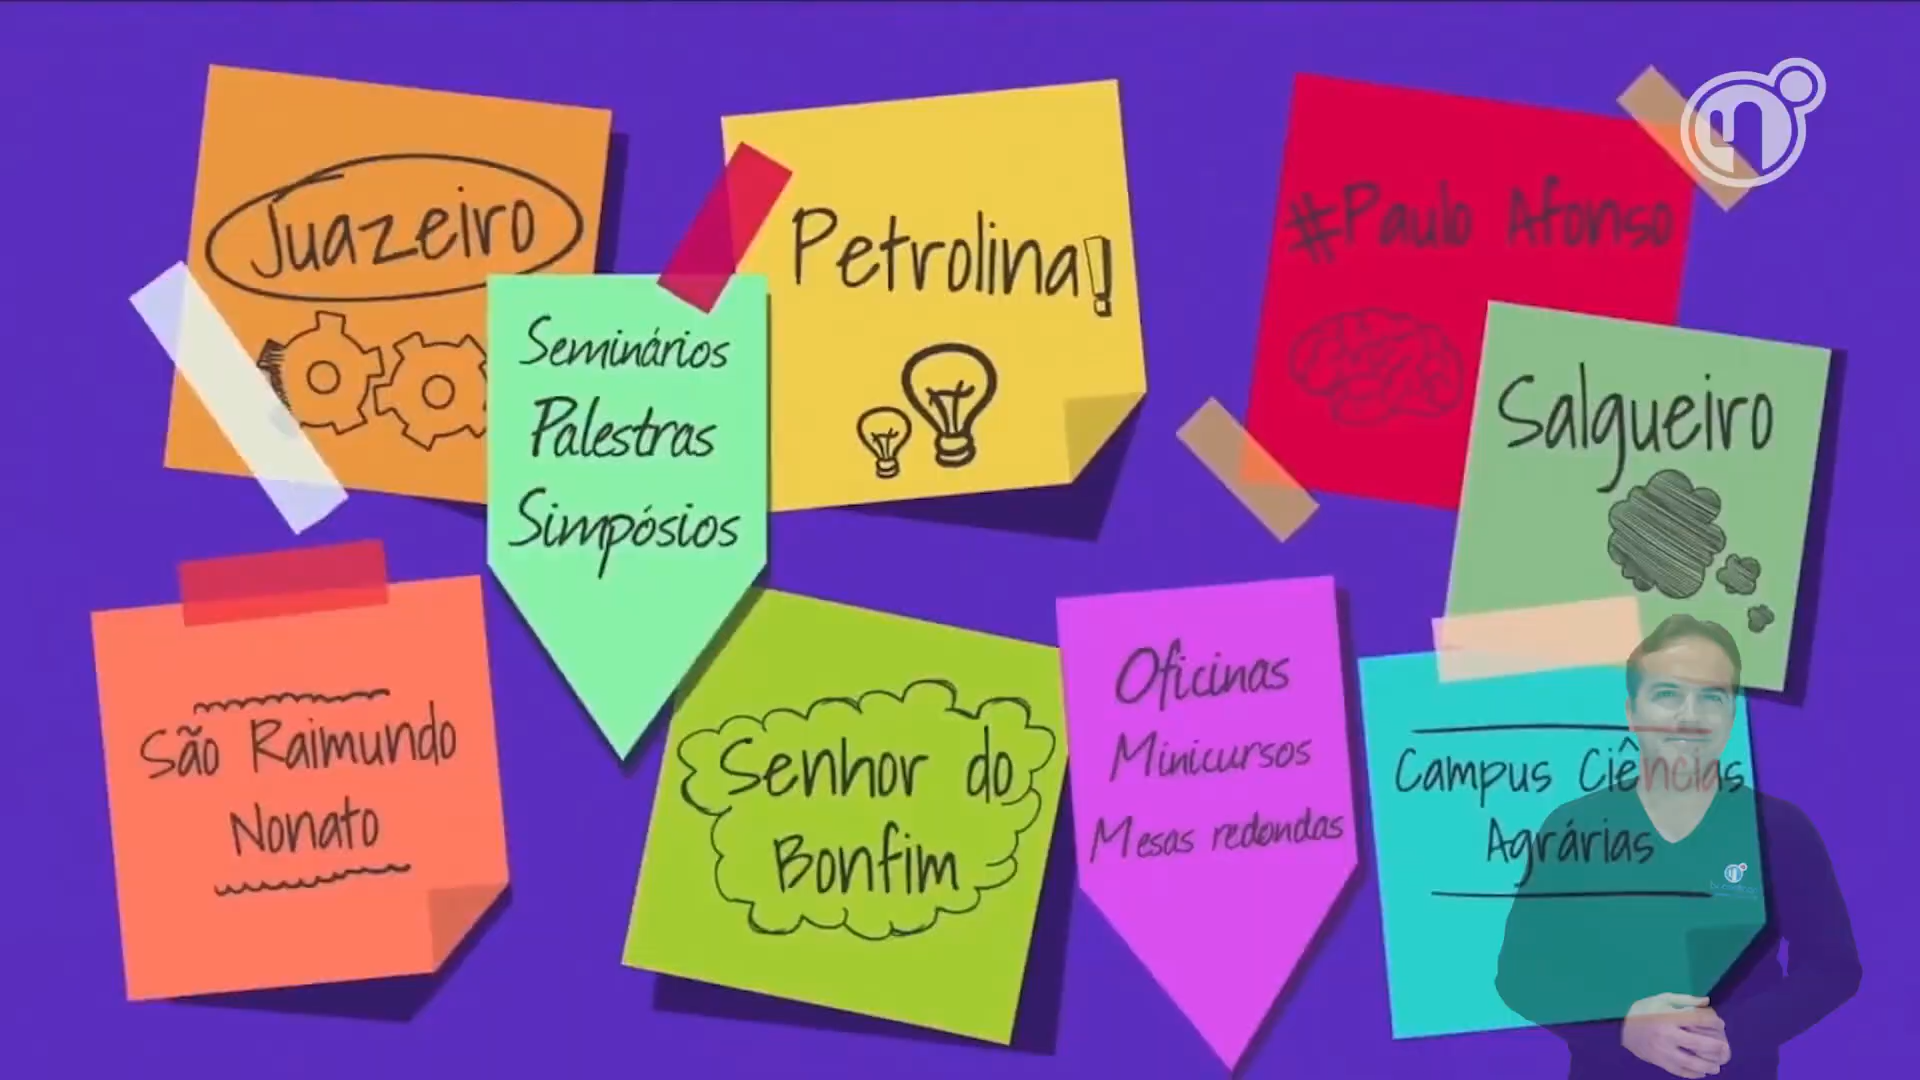 Juazeiro
Seminários
Palestras
Simpósios
Petrolina!
#Paulo Afonso
Salgueiro
São Raimundo
Nonato
Senhor do
Bonfim
Oficinas
Minicursos
Mesas redondas
Campus Ciências
Agrárias